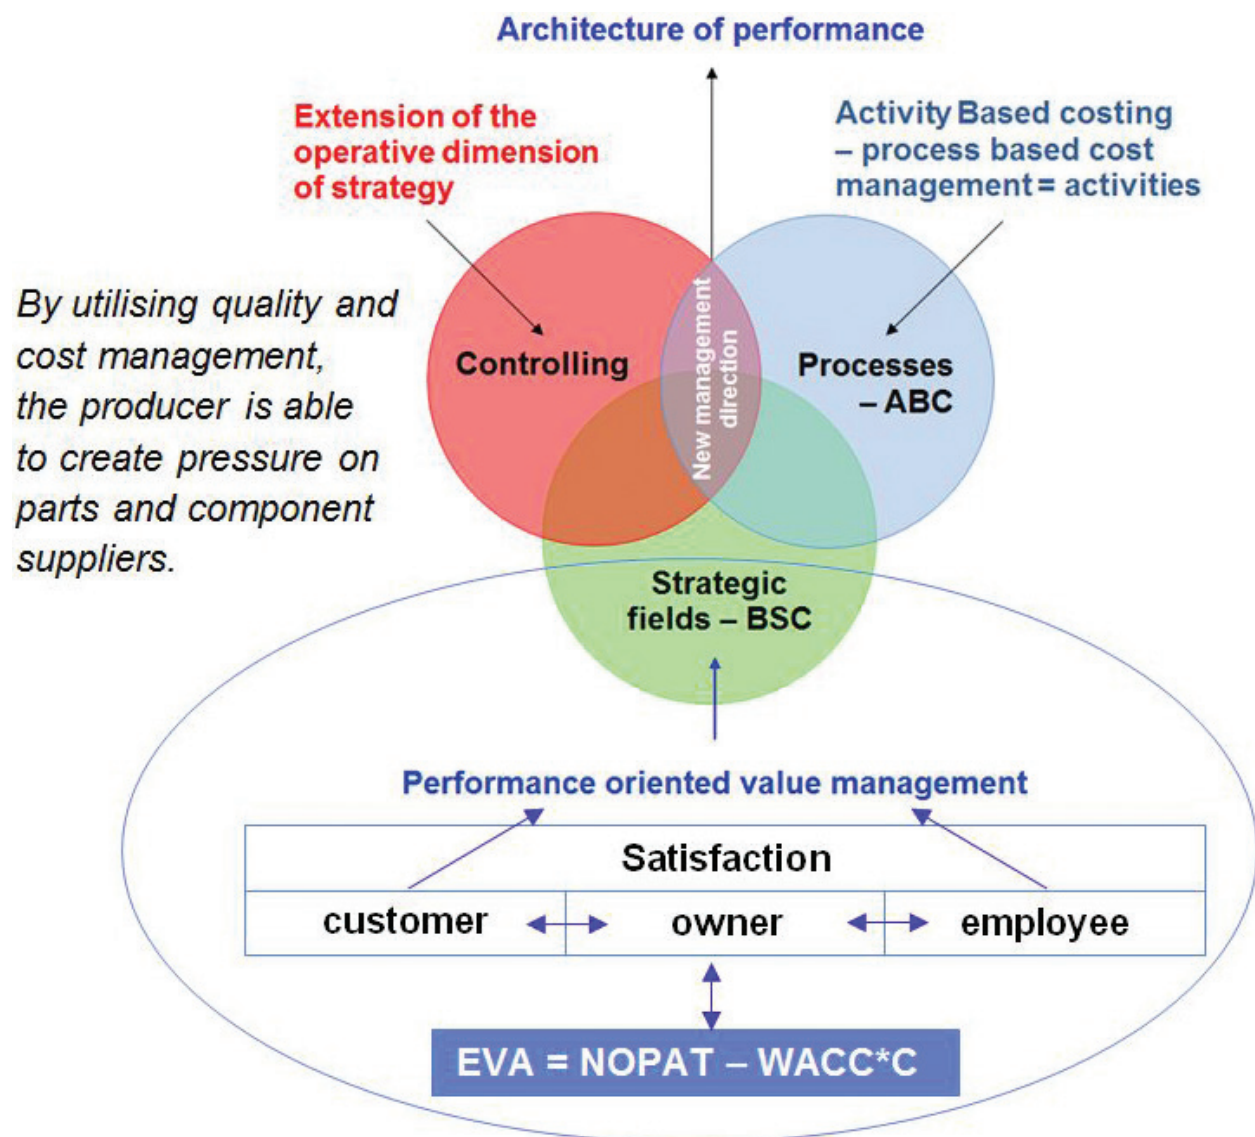 Architecture of performance
Extension of the
operative dimension
of strategy
Activity Based costing
– process based cost
management = activities
By utilising quality and
cost management,
the producer is able
to create pressure on
parts and component
suppliers.
Controlling
New management
direction
Processes
– ABC
Strategic
fields – BSC
Performance oriented value management
Satisfaction
customer
owner
employee
EVA = NOPAT – WACC*C